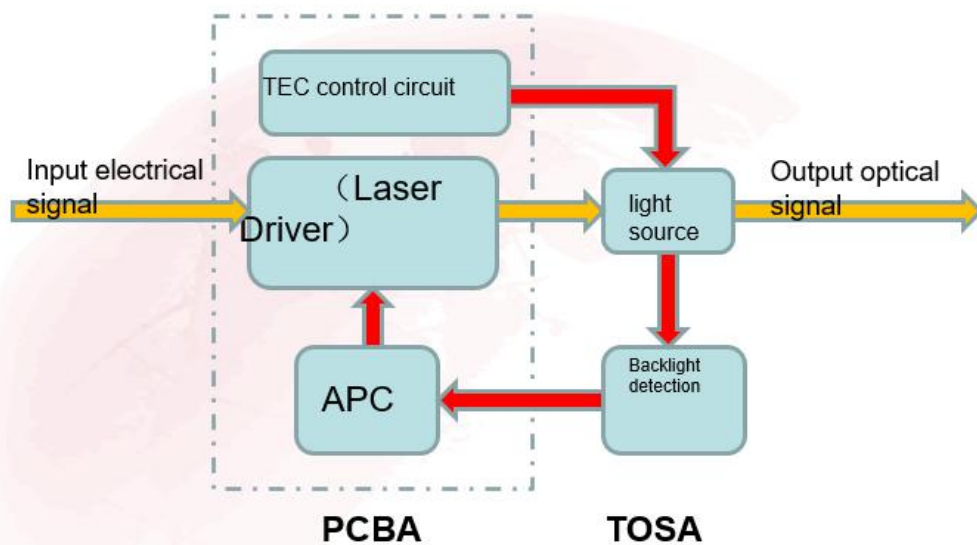 TEC control circuit
Input electrical
signal
（Laser
Driver）
light
source
Output optical
signal
APC
Backlight
detection
PCBA
TOSA